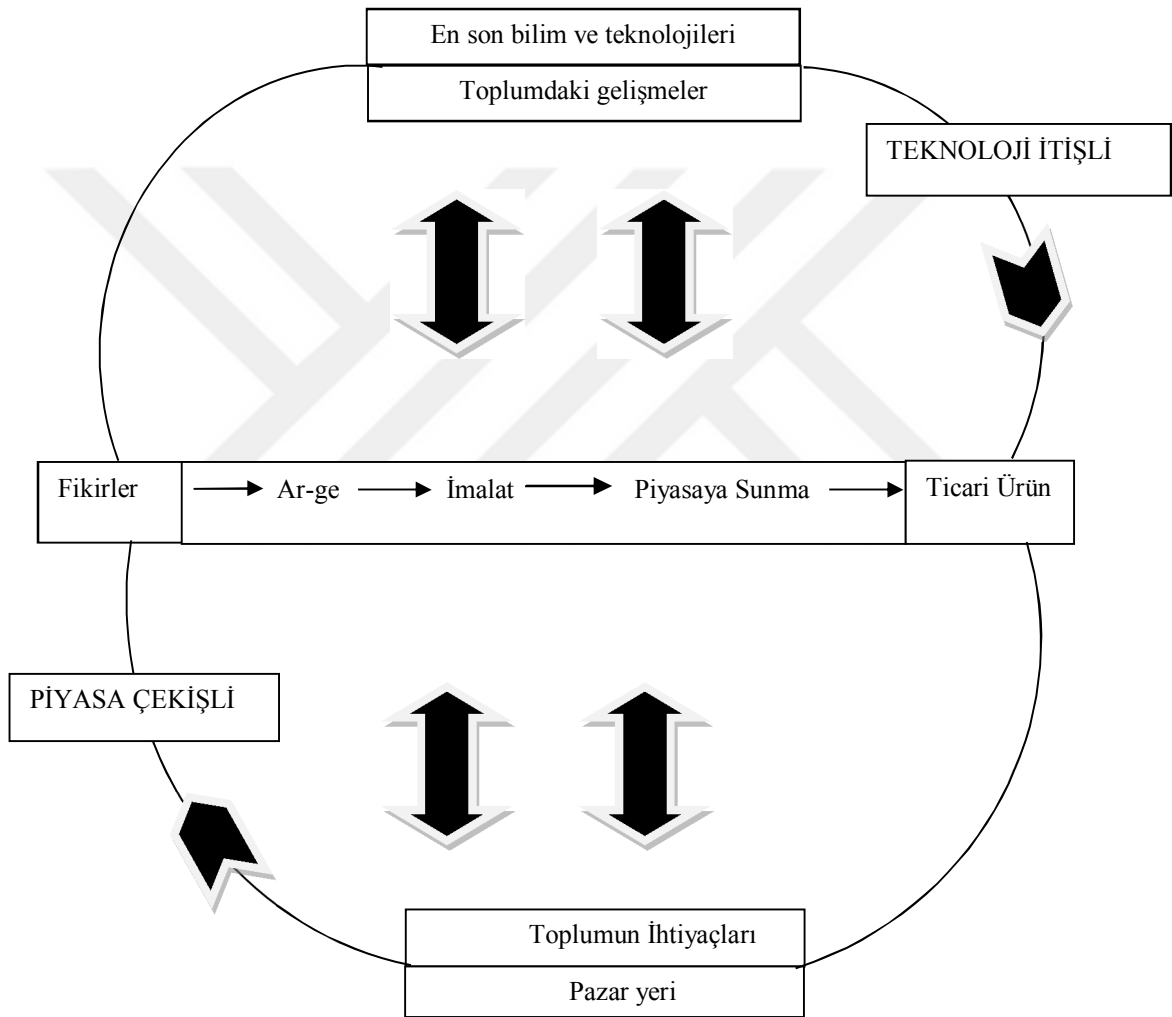 En son bilim ve teknolojileri
Toplumdaki gelişmeler
TEKNOLOJİ İTİŞLİ
Fikirler Ar-ge İmalat Piyasaya Sunma Ticari Ürün
PİYASA ÇEKİŞLİ
Toplumun İhtiyaçları
Pazar yeri